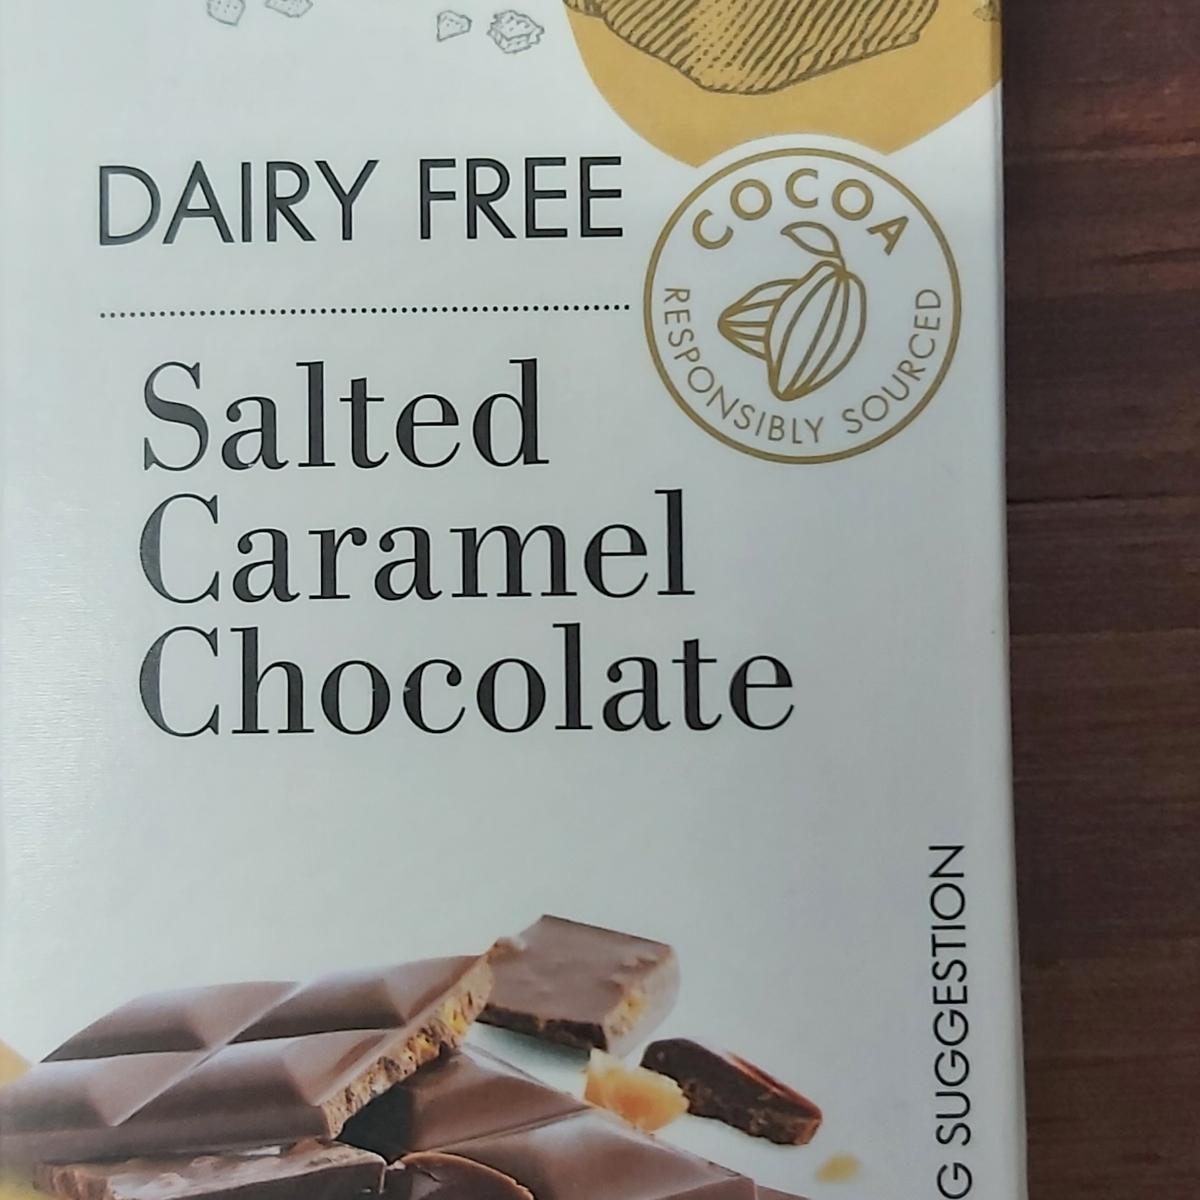 DAIRY FREE
COCOA
RESPONSIBLY SOURCED
Salted
Caramel
Chocolate
G SUGGESTION